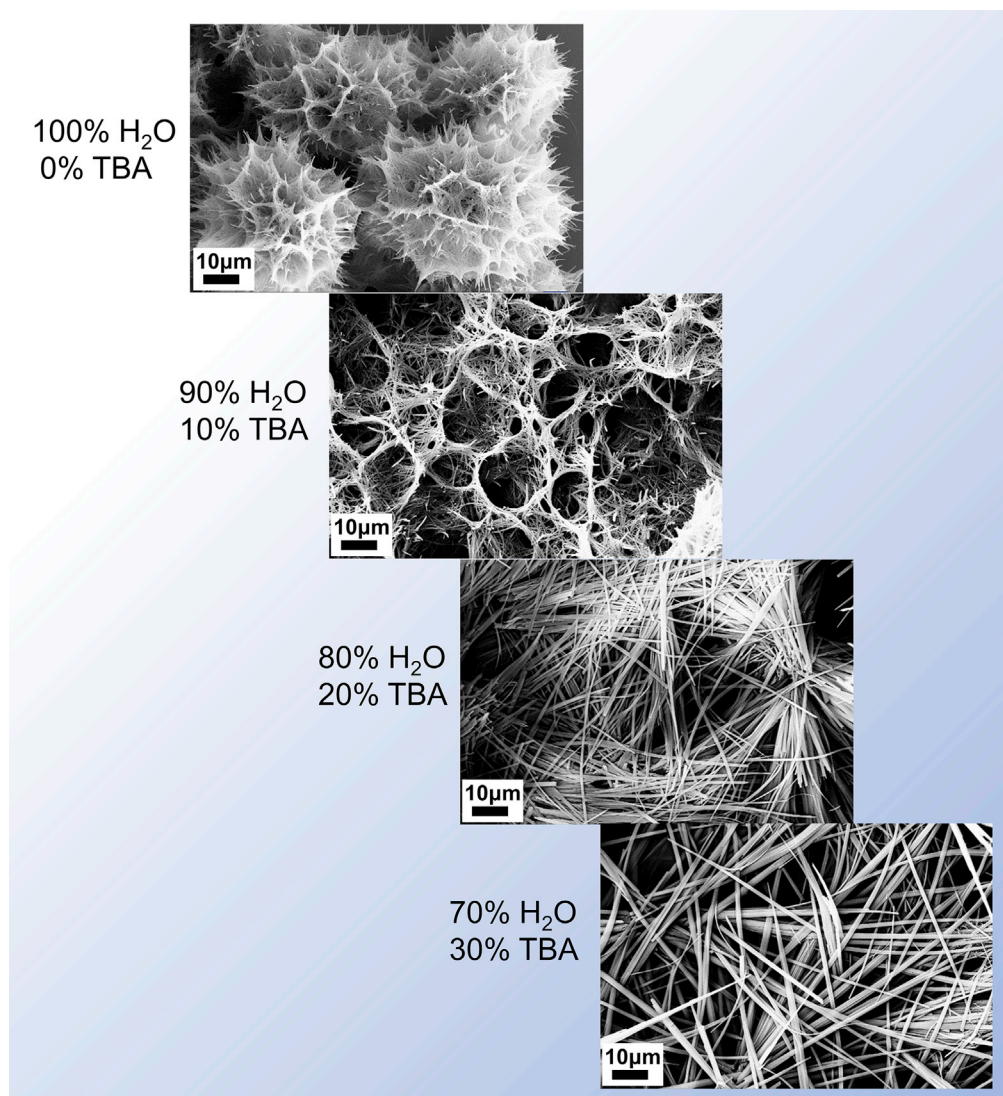 100% H₂O
0% TBA
10μm
90% H₂O
10% TBA
10μm
80% H₂O
20% TBA
10μm
70% H₂O
30% TBA
10μm